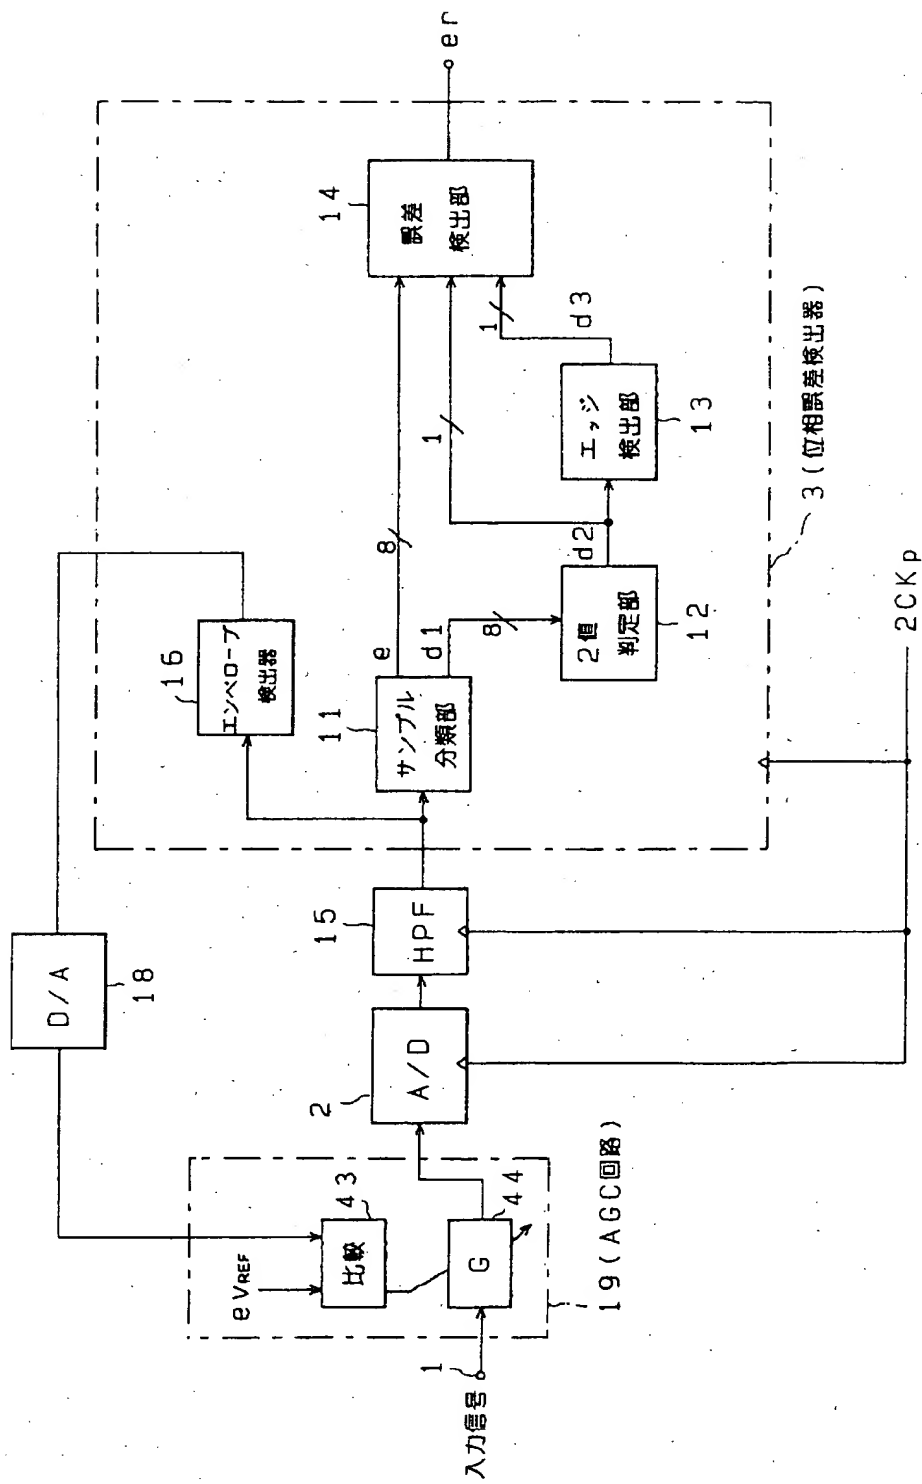 D/A
18
16
エンベロープ
検出器
14
誤差
検出部
er
15
HPF
11
サンプル
分類部
e
8
d1
8
1
1
d3
2
A/D
43
比較
eVREF
44
G
1
入力信号
19(AGC回路)
2値
判定部
12
d2
エッジ
検出部
13
3(位相誤差検出器)
2CKp